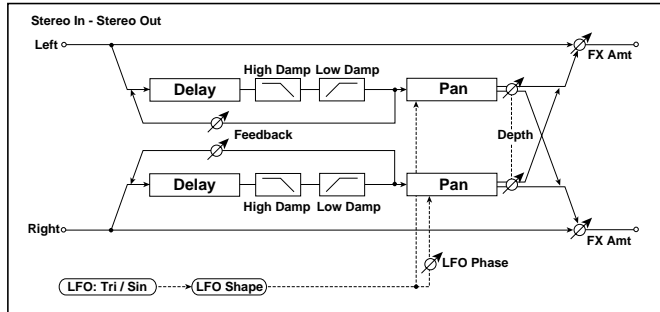 Stereo In - Stereo Out
Left
FX Amt
High Damp Low Damp
Delay
Pan
Feedback
Depth
Delay
Pan
High Damp Low Damp
Right
FX Amt
LFO Phase
LFO: Tri / Sin
LFO Shape